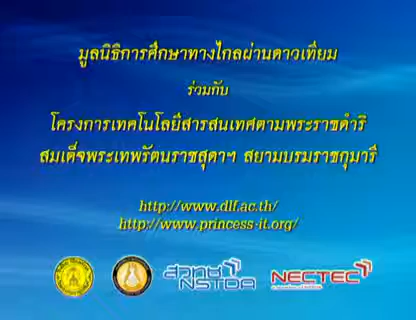 มูลนิธิการศึกษาทางไกลผ่านดาวเทียม
ร่วมกับ
โครงการเทคโนโลยีสารสนเทศตามพระราชดำริ
สมเด็จพระเทพรัตนราชสุดาฯ สยามบรมราชกุมารี
http://www.dlf.ac.th/
http://www.princess-it.org/
สวทช
NSTDA
NECTEC